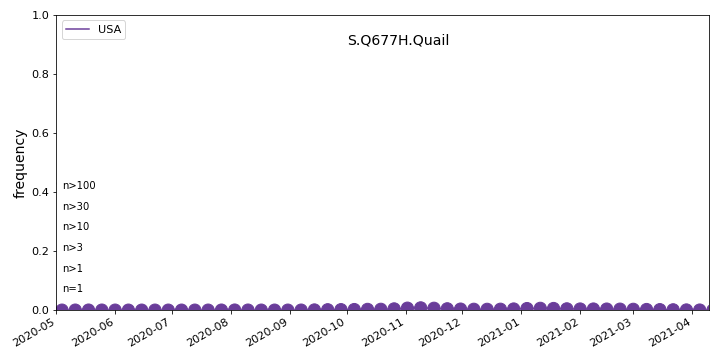 1.0
USA
S.Q677H.Quail
0.8
0.6
frequency
0.4
n>100
n>30
n>10
0.2
n>3
n>1
n=1
0.0
2020-05
2020-06
2020-07
2020-08
2020-09
2020-10
2020-11
2020-12
2021-01
2021-02
2021-03
2021-04